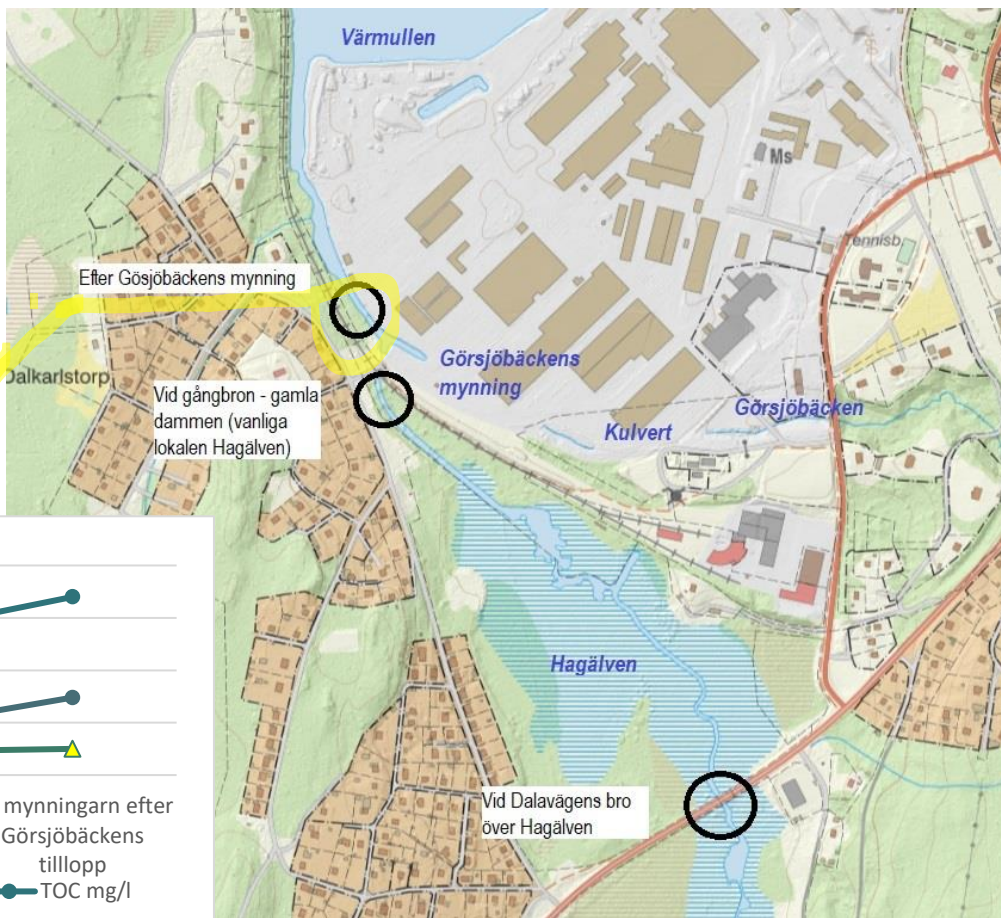 Värmullen
Ms
Tennisb.
Efter Gösjöbäckens mynning
Dalkarlstorp
Görsjöbäckens
mynning
Vid gångbron - gamla
dammen (vanliga
lokalen Hagälven)
Kulvert
Görsjöbäcken
Hagälven
Vid Dalavägens bro
över Hagälven
mynningarn efter
Görsjöbäckens
tilllopp
TOC mg/l